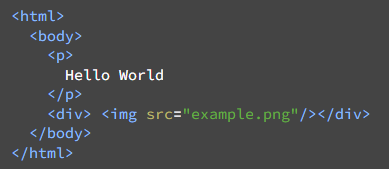 <html>
  <body>
    <p>
      Hello World
    </p>
    <div> <img src="example.png"/></div>
  </body>
</html>